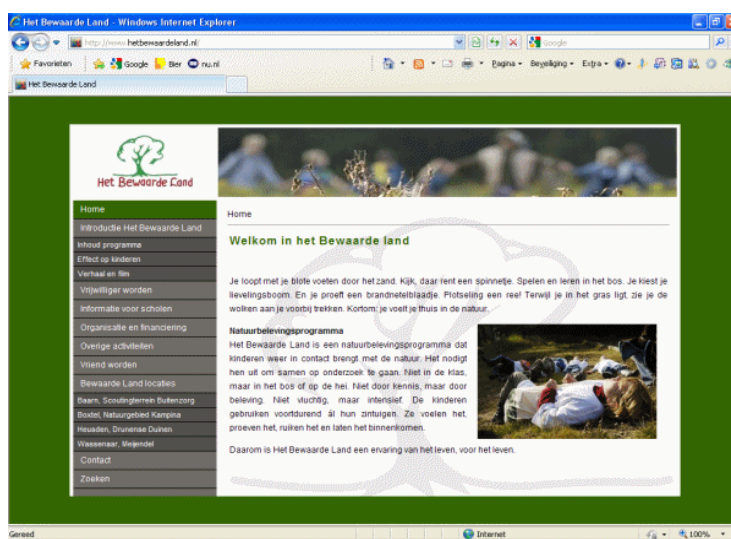 Het Bewaarde Land - Windows Internet Explorer
http://www.hetbewaardeland.nl/
Google
Favorieten Google Bier nu.nl
Pagina Beveiliging Extra
Het Bewaarde Land
Het Bewaarde Land
Home
Introductie Het Bewaarde Land
Inhoud programma
Effect op kinderen
Verhaal en film
Vrijwilliger worden
Informatie voor scholen
Organisatie en financiering
Overige activiteiten
Vriend worden
Bewaarde Land locaties
Baarn, Scoutingterrein Buitenzorg
Boxtel, Natuurgebied Kampina
Heusden, Drunense Duinen
Wassenaar, Meijendel
Contact
Zoeken
Home
Welkom in het Bewaarde land
Je loopt met je blote voeten door het zand. Kijk, daar rent een spinnetje. Spelen en leren in het bos. Je kiest je
lievelingsboom. En je proeft een brandnetelblaadje. Plotseling een ree! Terwijl je in het gras ligt, zie je de
wolken aan je voorbij trekken. Kortom: je voelt je thuis in de natuur.
Natuurbelevingsprogramma
Het Bewaarde Land is een natuurbelevingsprogramma dat
kinderen weer in contact brengt met de natuur. Het nodigt
hen uit om samen op onderzoek te gaan. Niet in de klas,
maar in het bos of op de hei. Niet door kennis, maar door
beleving. Niet vluchtig, maar intensief. De kinderen
gebruiken voortdurend ál hun zintuigen. Ze voelen het,
proeven het, ruiken het en laten het binnenkomen.
Daarom is Het Bewaarde Land een ervaring van het leven, voor het leven.
Gereed
Internet
100%